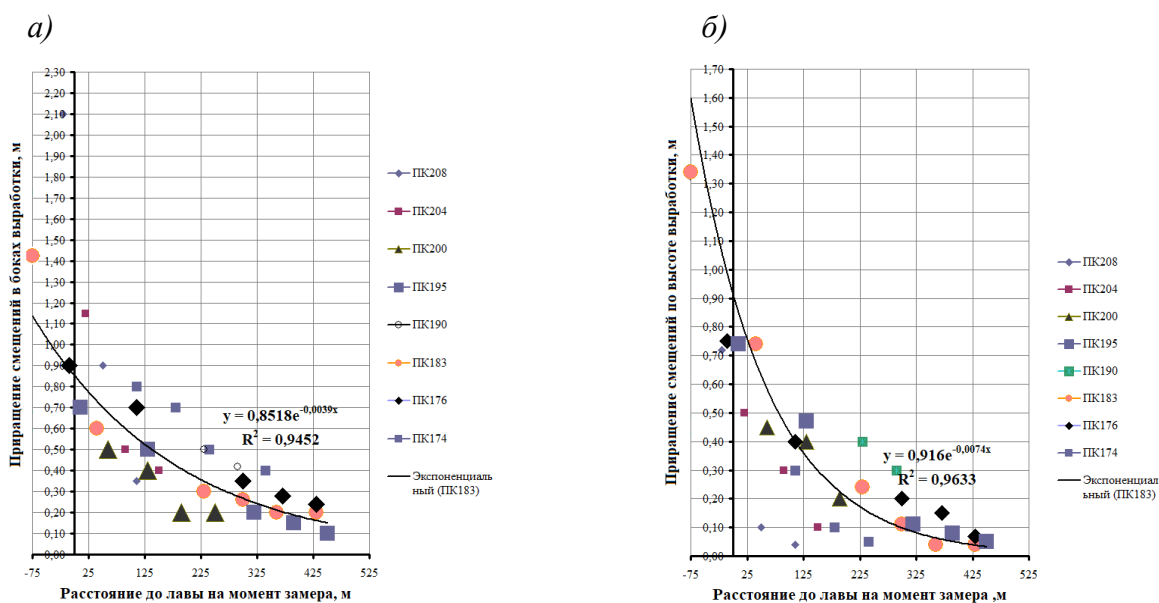 а)
Приращение смещений в боках выработки, м
2,30
2,20
2,10
2,00
1,90
1,80
1,70
1,60
1,50
1,40
1,30
1,20
1,10
1,00
0,90
0,80
0,70
0,60
0,50
0,40
0,30
0,20
0,10
0,00
-75 25 125 225 325 425 525
Расстояние до лавы на момент замера, м
y = 0,8518e^-0,0039x
R^2 = 0,9452
ПК208
ПК204
ПК200
ПК195
ПК190
ПК183
ПК176
ПК174
Экспоненциаль
ный (ПК183)
б)
Приращение смещений по высоте выработки, м
1,70
1,60
1,50
1,40
1,30
1,20
1,10
1,00
0,90
0,80
0,70
0,60
0,50
0,40
0,30
0,20
0,10
0,00
-75 25 125 225 325 425 525
Расстояние до лавы на момент замера ,м
y = 0,916e^-0,0074x
R^2 = 0,9633
ПК208
ПК204
ПК200
ПК195
ПК190
ПК183
ПК176
ПК174
Экспоненциа
льный (ПК183)